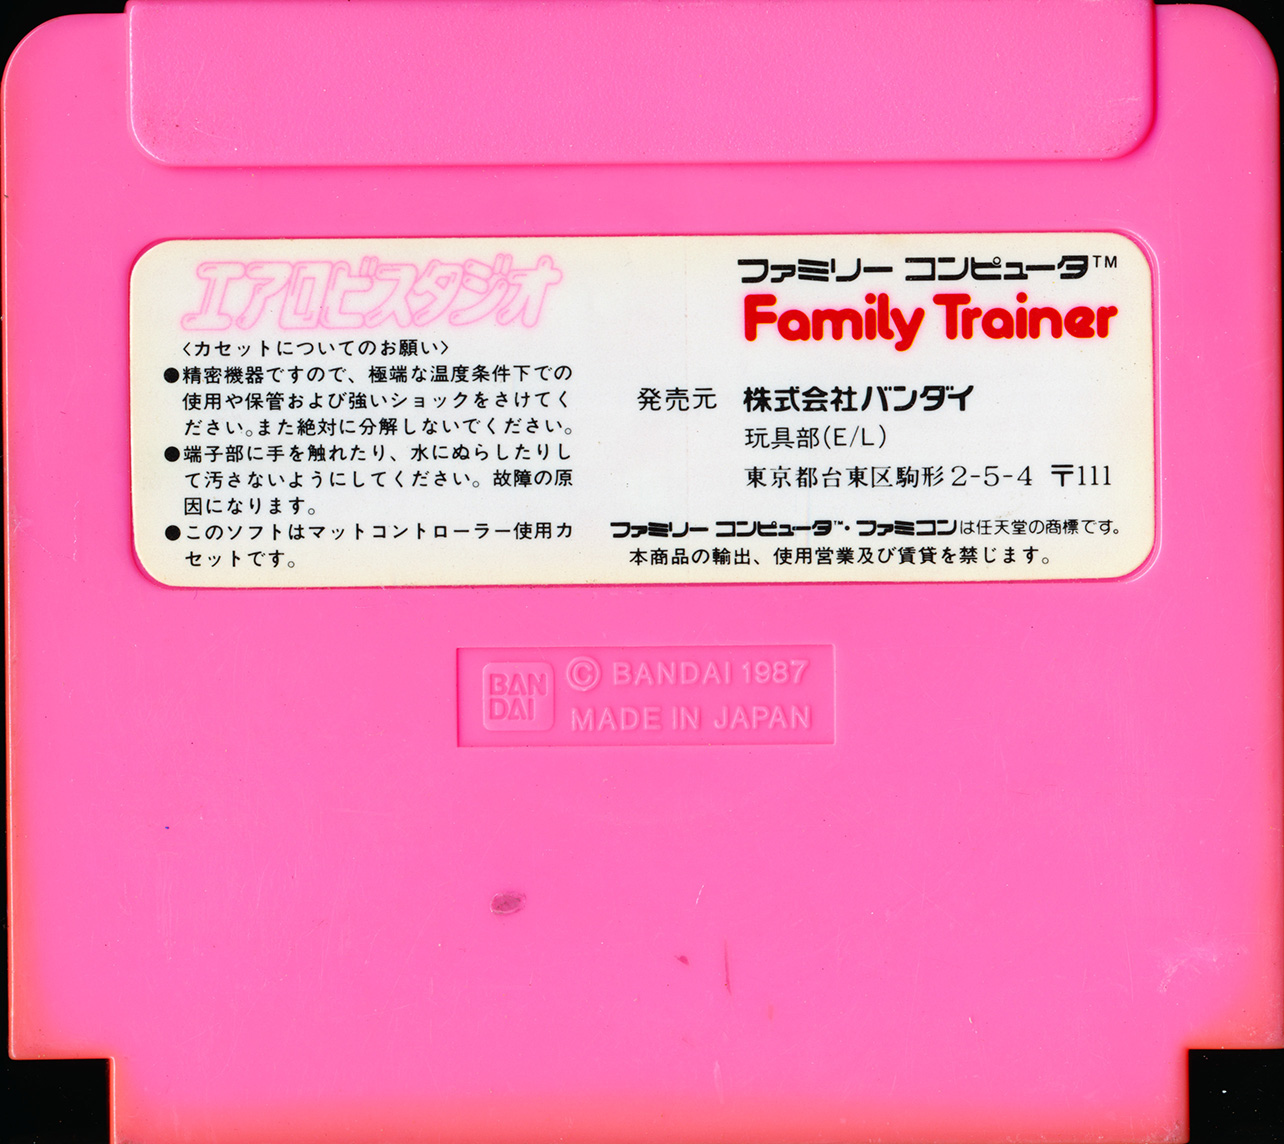 エアロビスタジオ
〈カセットについてのお願い〉
●精密機器ですので、極端な温度条件下での
使用や保管および強いショックをさけてく
ださい。また絶対に分解しないでください。
●端子部に手を触れたり、水にぬらしたりし
て汚さないようにしてください。故障の原
因になります。
●このソフトはマットコントローラー使用カ
セットです。
ファミリー コンピュータ™
Family Trainer
発売元 株式会社バンダイ
玩具部(E/L)
東京都台東区駒形2-5-4 〒111
ファミリー コンピュータ™・ファミコンは任天堂の商標です。
本商品の輸出、使用営業及び賃貸を禁じます。
BAN
DAI
© BANDAI 1987
MADE IN JAPAN